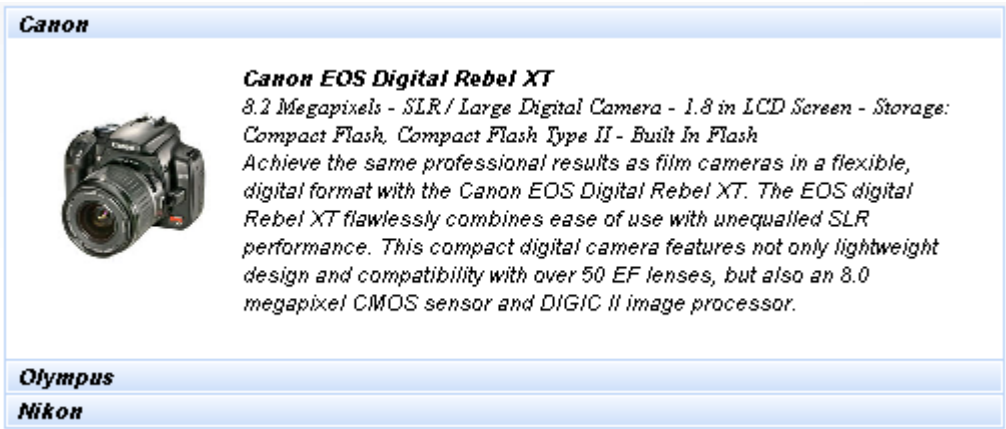 Canon
Canon EOS Digital Rebel XT
8.2 Megapixels - SLR / Large Digital Camera - 1.8 in LCD Screen - Storage:
Compact Flash, Compact Flash Type II - Built In Flash
Achieve the same professional results as film cameras in a flexible,
digital format with the Canon EOS Digital Rebel XT. The EOS digital
Rebel XT flawlessly combines ease of use with unequalled SLR
performance. This compact digital camera features not only lightweight
design and compatibility with over 50 EF lenses, but also an 8.0
megapixel CMOS sensor and DIGIC II image processor.
Olympus
Nikon